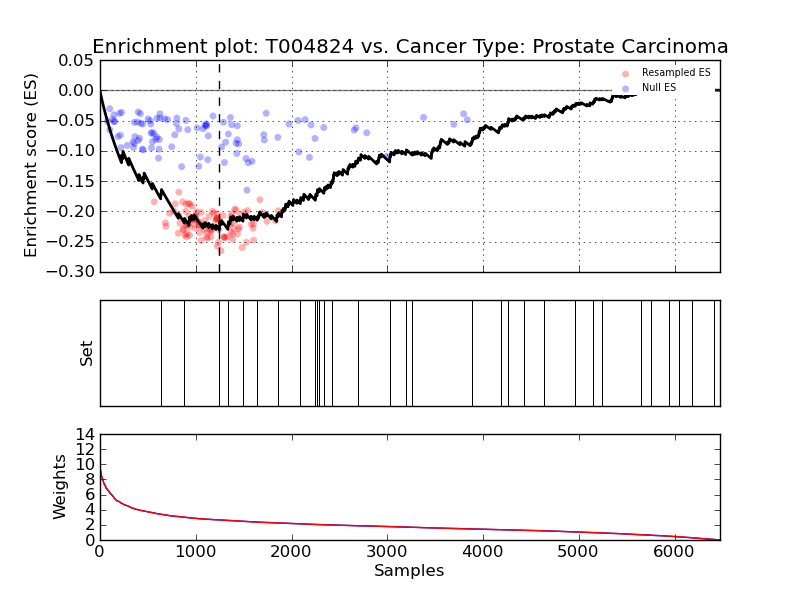 Enrichment plot: T004824 vs. Cancer Type: Prostate Carcinoma
Enrichment score (ES)
0.05
0.00
−0.05
−0.10
−0.15
−0.20
−0.25
−0.30
Resampled ES
Null ES
Set
Weights
14
12
10
8
6
4
2
0
0 1000 2000 3000 4000 5000 6000
Samples